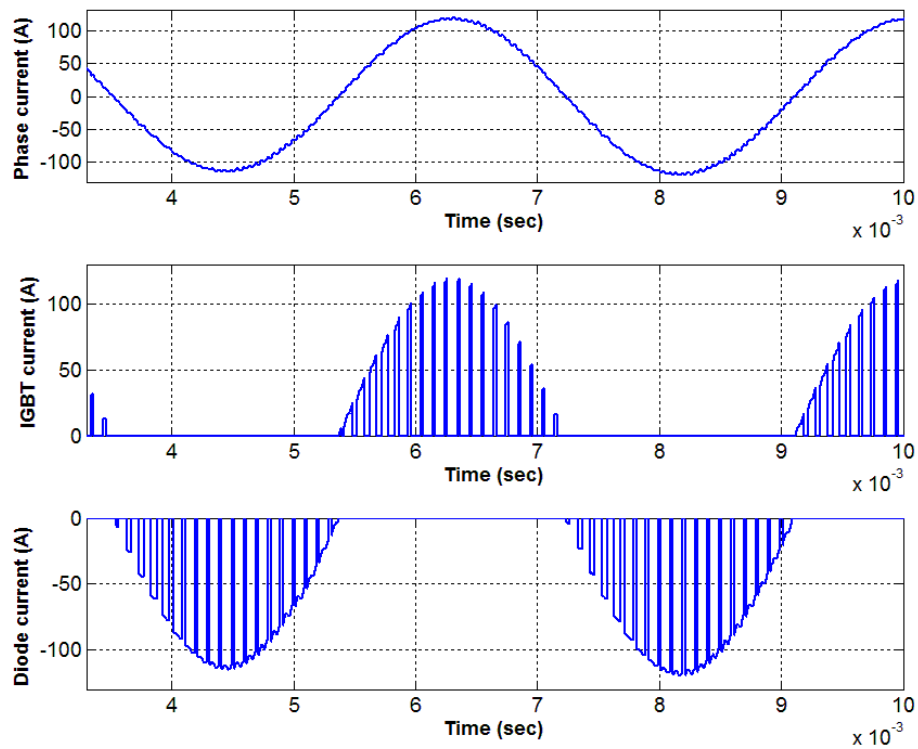 Phase current (A)
100
50
0
-50
-100
4 5 6 7 8 9 10
Time (sec)
x 10-3
IGBT current (A)
100
50
0
4 5 6 7 8 9 10
Time (sec)
x 10-3
Diode current (A)
0
-50
-100
4 5 6 7 8 9 10
Time (sec)
x 10-3